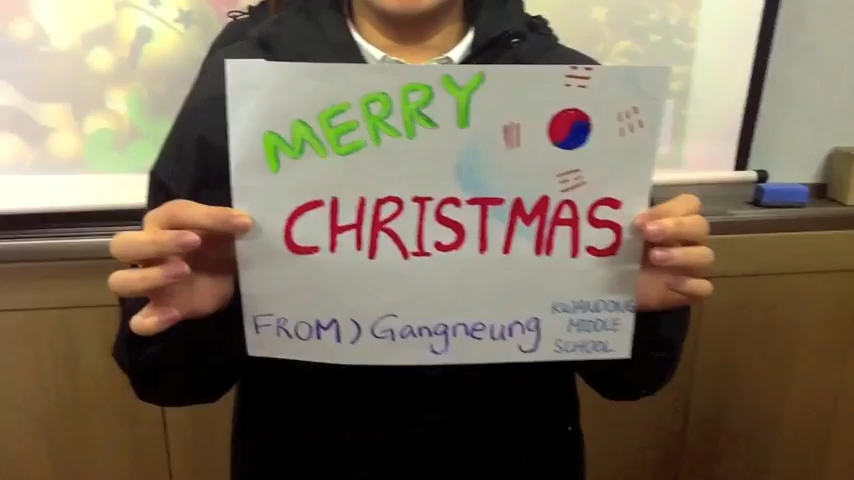 MERRY
CHRISTMAS
FROM) Gangneung
KWANDONG
MIDDLE
SCHOOL